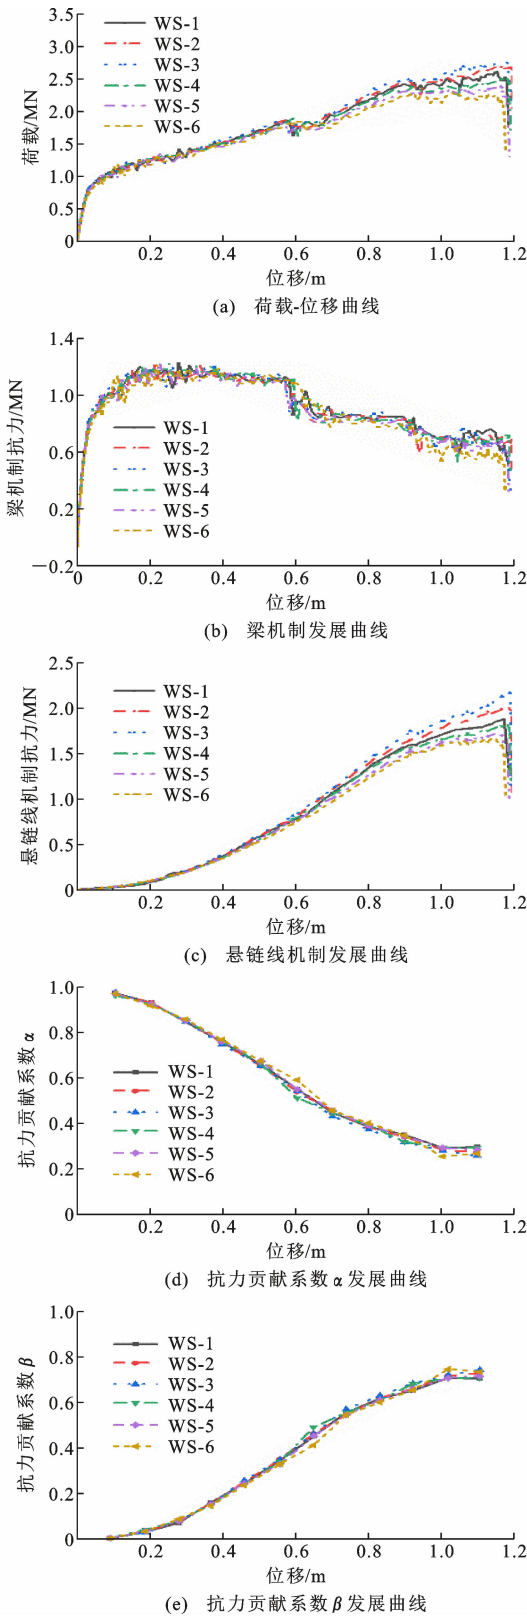 3.5
3.0
2.5
2.0
1.5
1.0
0.5
0
荷载/MN
WS-1
WS-2
WS-3
WS-4
WS-5
WS-6
0.2 0.4 0.6 0.8 1.0 1.2
位移/m
(a) 荷载-位移曲线
1.4
1.0
0.6
0.2
-0.2
梁机制抗力/MN
WS-1
WS-2
WS-3
WS-4
WS-5
WS-6
0 0.2 0.4 0.6 0.8 1.0 1.2
位移/m
(b) 梁机制发展曲线
2.5
2.0
1.5
1.0
0.5
0
悬链线机制抗力/MN
WS-1
WS-2
WS-3
WS-4
WS-5
WS-6
0.2 0.4 0.6 0.8 1.0 1.2
位移/m
(c) 悬链线机制发展曲线
1.0
0.8
0.6
0.4
0.2
0
抗力贡献系数α
WS-1
WS-2
WS-3
WS-4
WS-5
WS-6
0.2 0.4 0.6 0.8 1.0 1.2
位移/m
(d) 抗力贡献系数α发展曲线
1.0
0.8
0.6
0.4
0.2
0
抗力贡献系数β
WS-1
WS-2
WS-3
WS-4
WS-5
WS-6
0.2 0.4 0.6 0.8 1.0 1.2
位移/m
(e) 抗力贡献系数β发展曲线